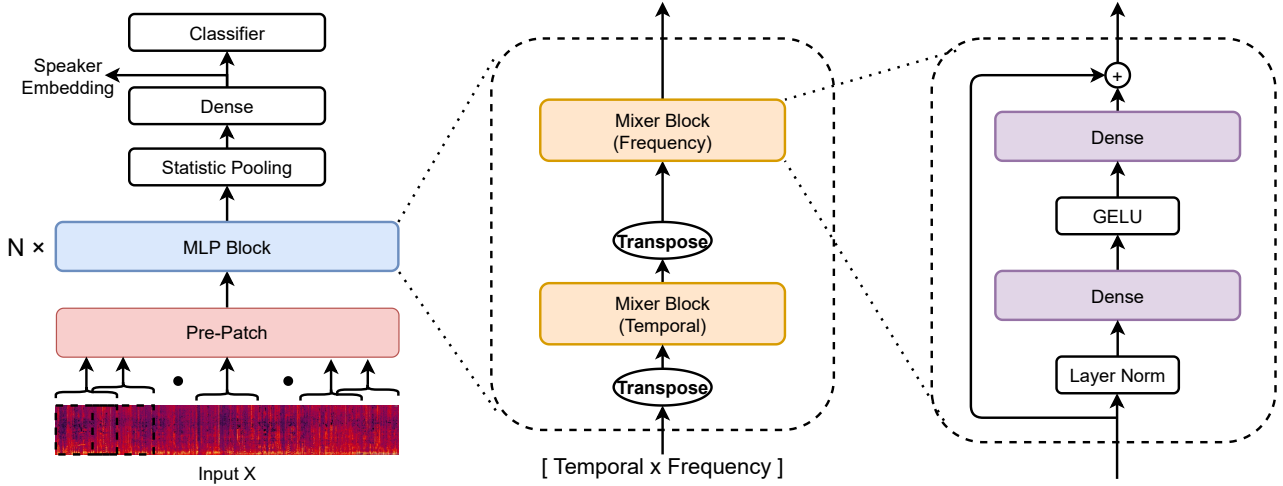 Classifier
Speaker
Embedding
Dense
Statistic Pooling
N ×
MLP Block
Pre-Patch
Input X
Mixer Block
(Frequency)
Transpose
Mixer Block
(Temporal)
Transpose
[ Temporal x Frequency ]
+
Dense
GELU
Dense
Layer Norm